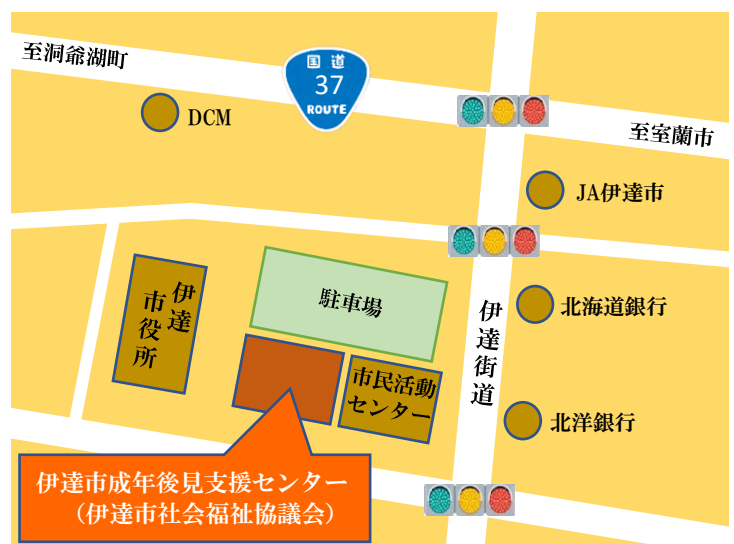 至洞爺湖町
国道
37
ROUTE
DCM
至室蘭市
JA伊達市
伊達
市役所
駐車場
北海道銀行
伊達街道
市民活動
センター
北洋銀行
伊達市成年後見支援センター
（伊達市社会福祉協議会）